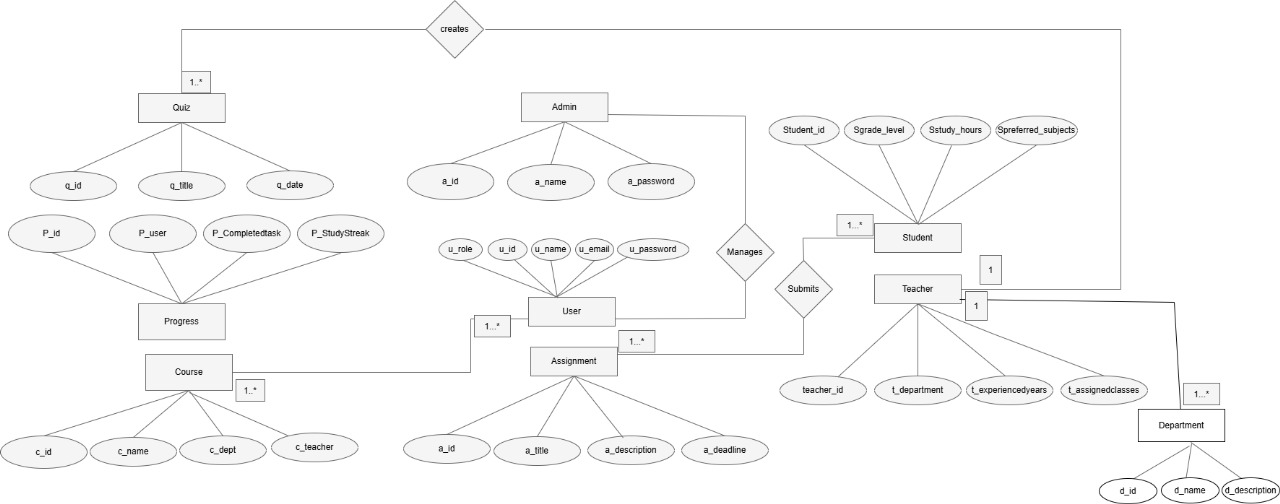 creates
1..*
Quiz
q_id
q_title
q_date
Admin
a_id
a_name
a_password
Student_id
Sgrade_level
Sstudy_hours
Spreferred_subjects
P_id
P_user
P_Completedtask
P_StudyStreak
Progress
u_role
u_id
u_name
u_email
u_password
User
Manages
Submits
1...*
Student
1
Teacher
1
1...*
1...*
Course
1..*
Assignment
teacher_id
t_department
t_experiencedyears
t_assignedclasses
1...*
Department
c_id
c_name
c_dept
c_teacher
a_id
a_title
a_description
a_deadline
d_id
d_name
d_description